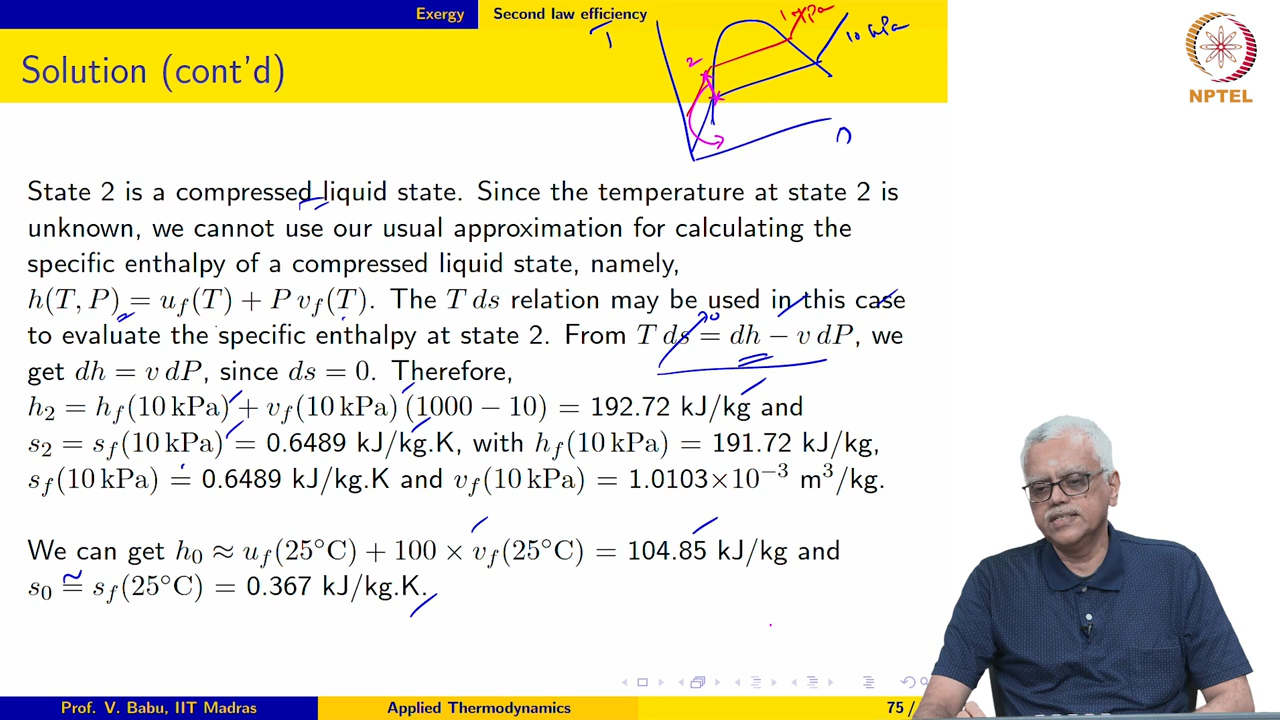 Exergy Second law efficiency
Solution (cont'd)
T
1 MPa
10 kPa
2
NPTEL
State 2 is a compressed liquid state. Since the temperature at state 2 is
unknown, we cannot use our usual approximation for calculating the
specific enthalpy of a compressed liquid state, namely,
h(T, P) = u_f(T) + P v_f(T). The T ds relation may be used in this case
to evaluate the specific enthalpy at state 2. From T ds = dh − v dP, we
get dh = v dP, since ds = 0. Therefore,
h₂ = h_f(10 kPa) + v_f(10 kPa) (1000 − 10) = 192.72 kJ/kg and
s₂ = s_f(10 kPa) = 0.6489 kJ/kg.K, with h_f(10 kPa) = 191.72 kJ/kg,
s_f(10 kPa) = 0.6489 kJ/kg.K and v_f(10 kPa) = 1.0103×10⁻³ m³/kg.
We can get h₀ ≈ u_f(25°C) + 100 × v_f(25°C) = 104.85 kJ/kg and
s₀ ≅ s_f(25°C) = 0.367 kJ/kg.K.
Prof. V. Babu, IIT Madras Applied Thermodynamics 75 /